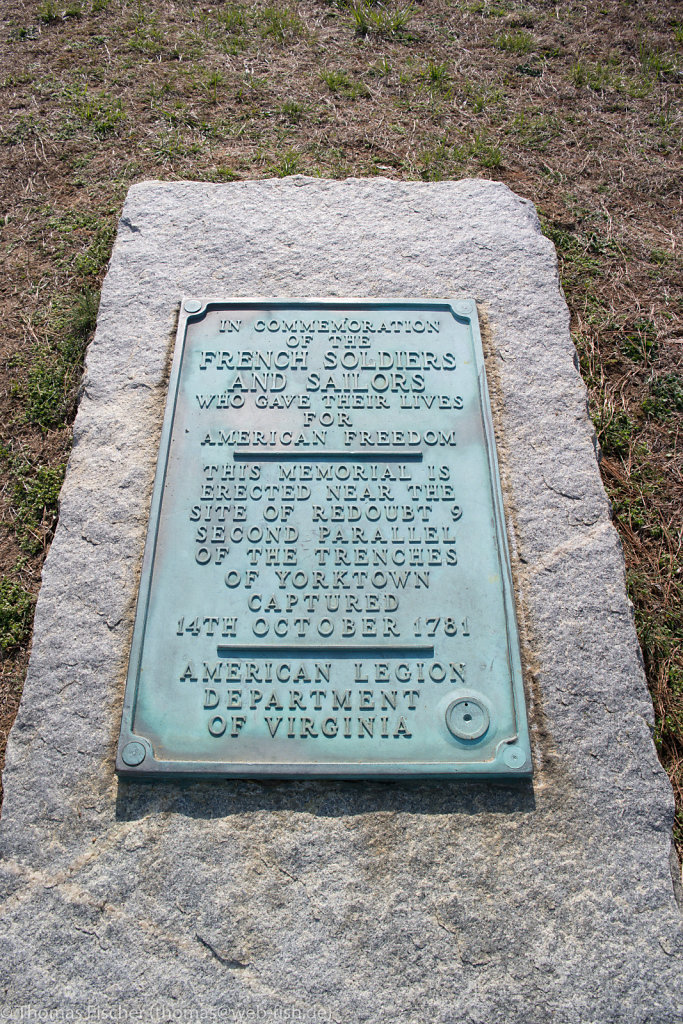 IN COMMEMORATION
OF THE
FRENCH SOLDIERS
AND SAILORS
WHO GAVE THEIR LIVES
FOR
AMERICAN FREEDOM
THIS MEMORIAL IS
ERECTED NEAR THE
SITE OF REDOUBT 9
SECOND PARALLEL
OF THE TRENCHES
OF YORKTOWN
CAPTURED
14TH OCTOBER 1781
AMERICAN LEGION
DEPARTMENT
OF VIRGINIA
© Thomas Fischer (thomas@web-fish.de)